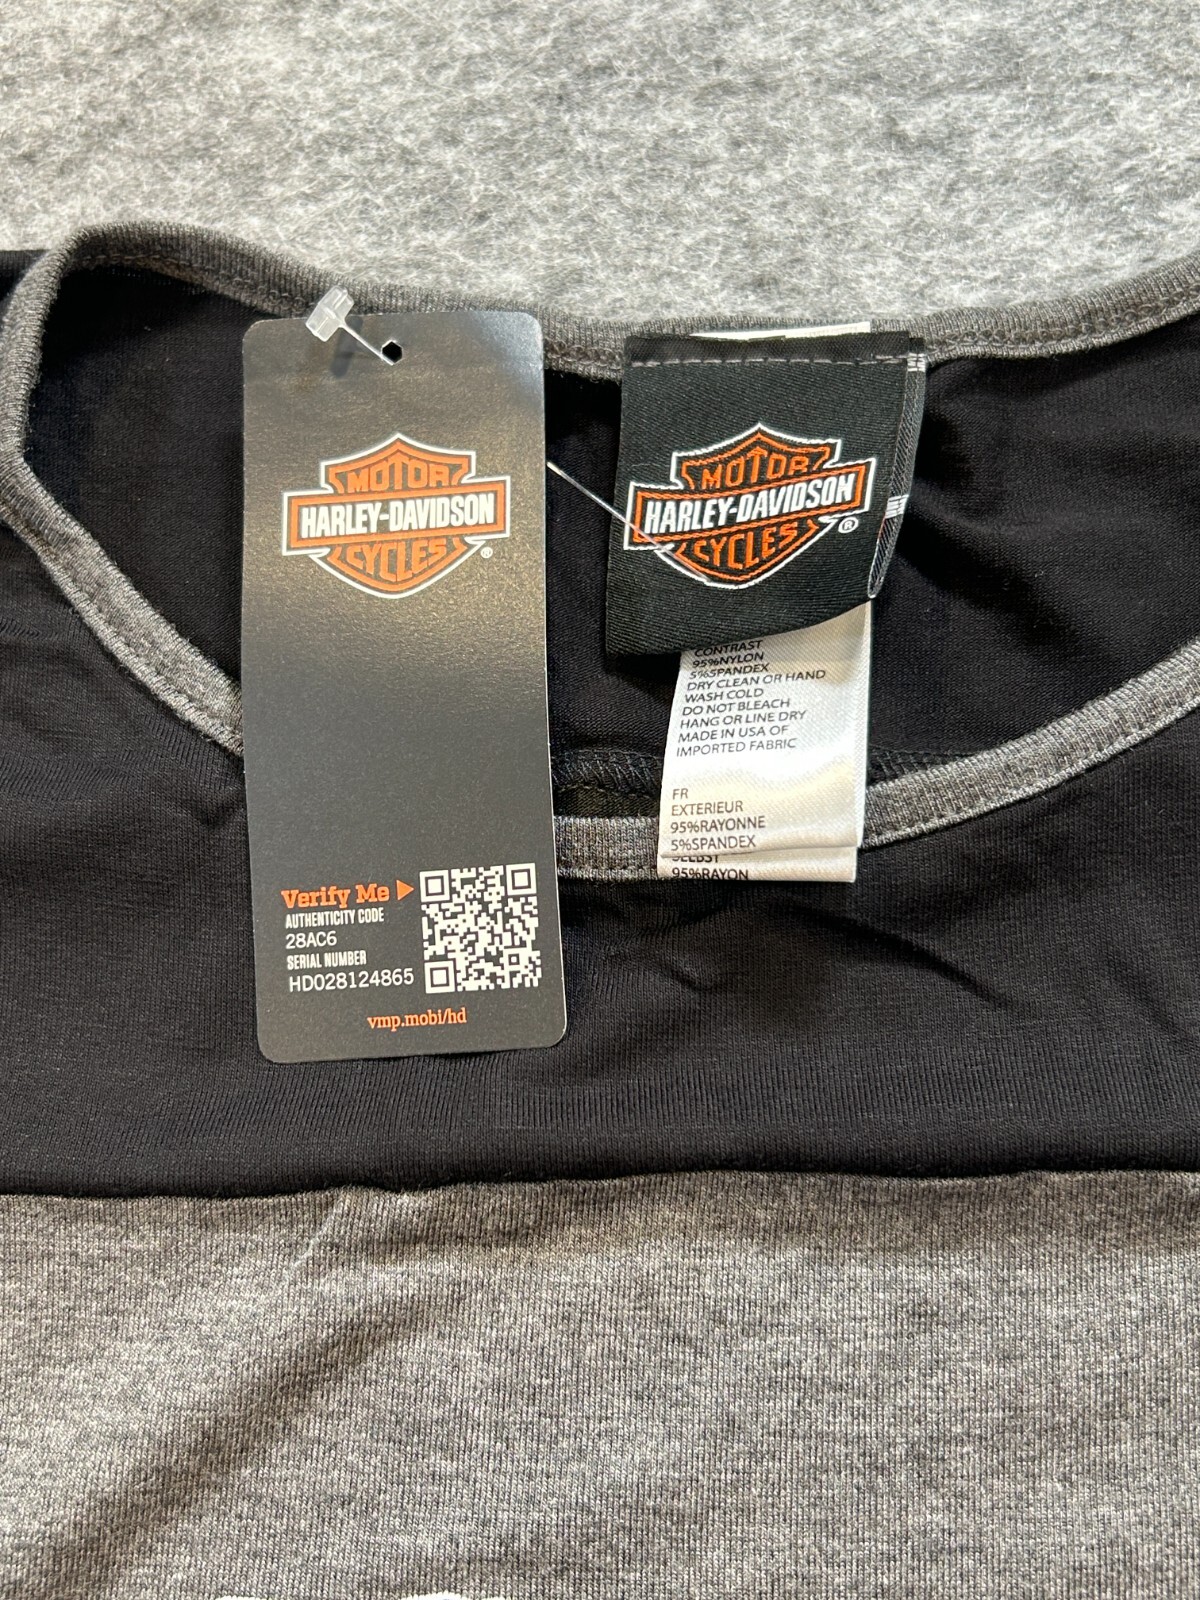 MOTOR
HARLEY-DAVIDSON
CYCLES
®
Verify Me
AUTHENTICITY CODE
28AC6
SERIAL NUMBER
HD028124865
vmp.mobi/hd
MOTOR
HARLEY-DAVIDSON
CYCLES
®
CONTRAST
95%NYLON
5%SPANDEX
DRY CLEAN OR HAND
WASH COLD
DO NOT BLEACH
HANG OR LINE DRY
MADE IN USA OF
IMPORTED FABRIC
FR
EXTERIEUR
95%RAYONNE
5%SPANDEX
SELBST
95%RAYON